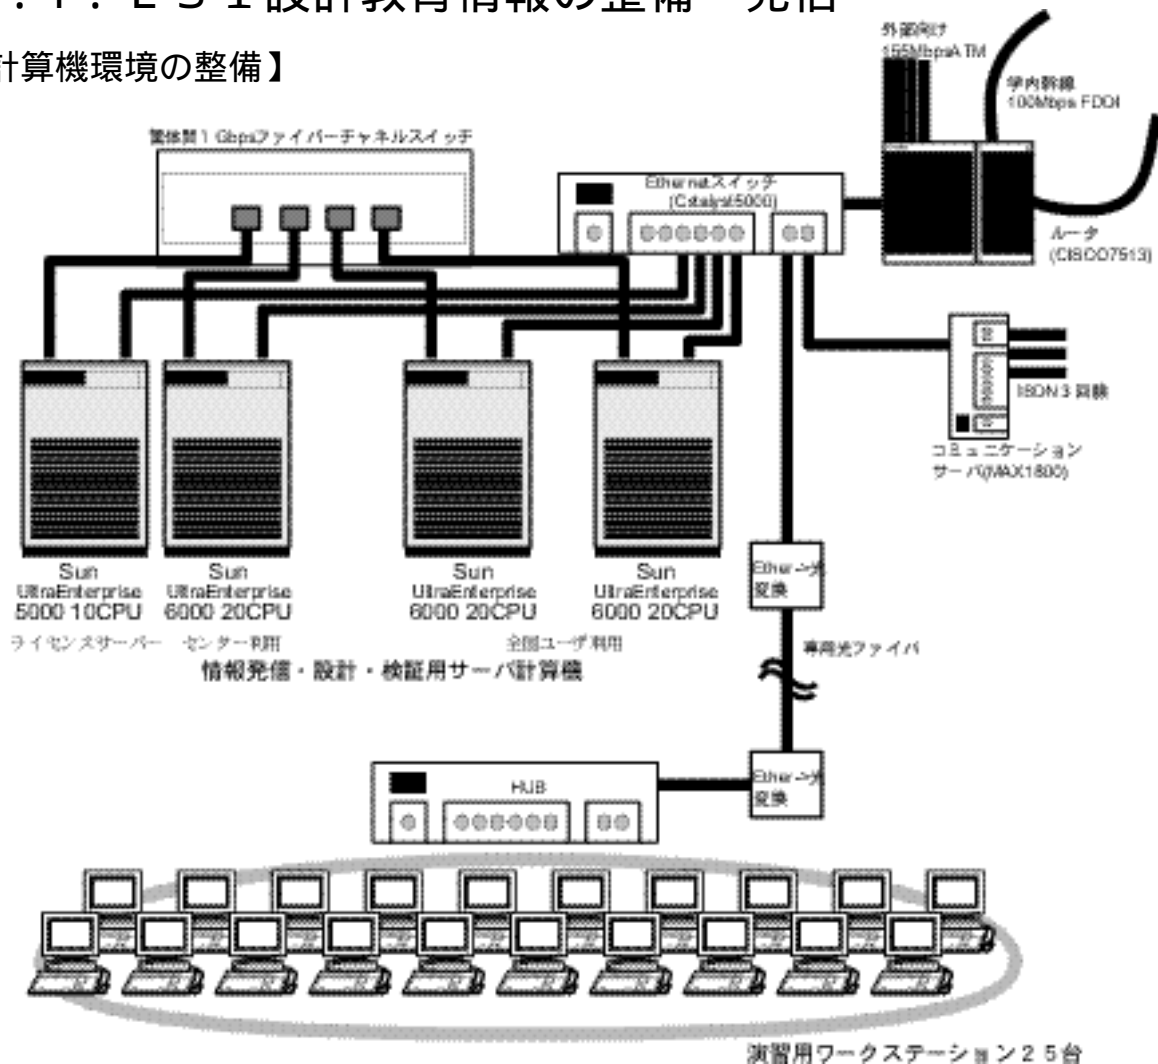 ．１．ＬＳＩ設計教育情報の整備・発信
計算機環境の整備】
外部向け
155MbpsATM
学内幹線
100Mbps FDDI
筐体間1Gbpsファイバーチャネルスイッチ
Ethernetスイッチ
(Catalyst5000)
ルータ
(CISCO7513)
ISDN3回線
コミュニケーション
サーバ(MAX1800)
Sun
UltraEnterprise
5000 10CPU
Sun
UltraEnterprise
6000 20CPU
Sun
UltraEnterprise
6000 20CPU
Sun
UltraEnterprise
6000 20CPU
ライセンスサーバー
センター利用
全国ユーザ利用
情報発信・設計・検証用サーバ計算機
Ether->光
変換
専用光ファイバ
Ether->光
変換
HUB
演習用ワークステーション２５台